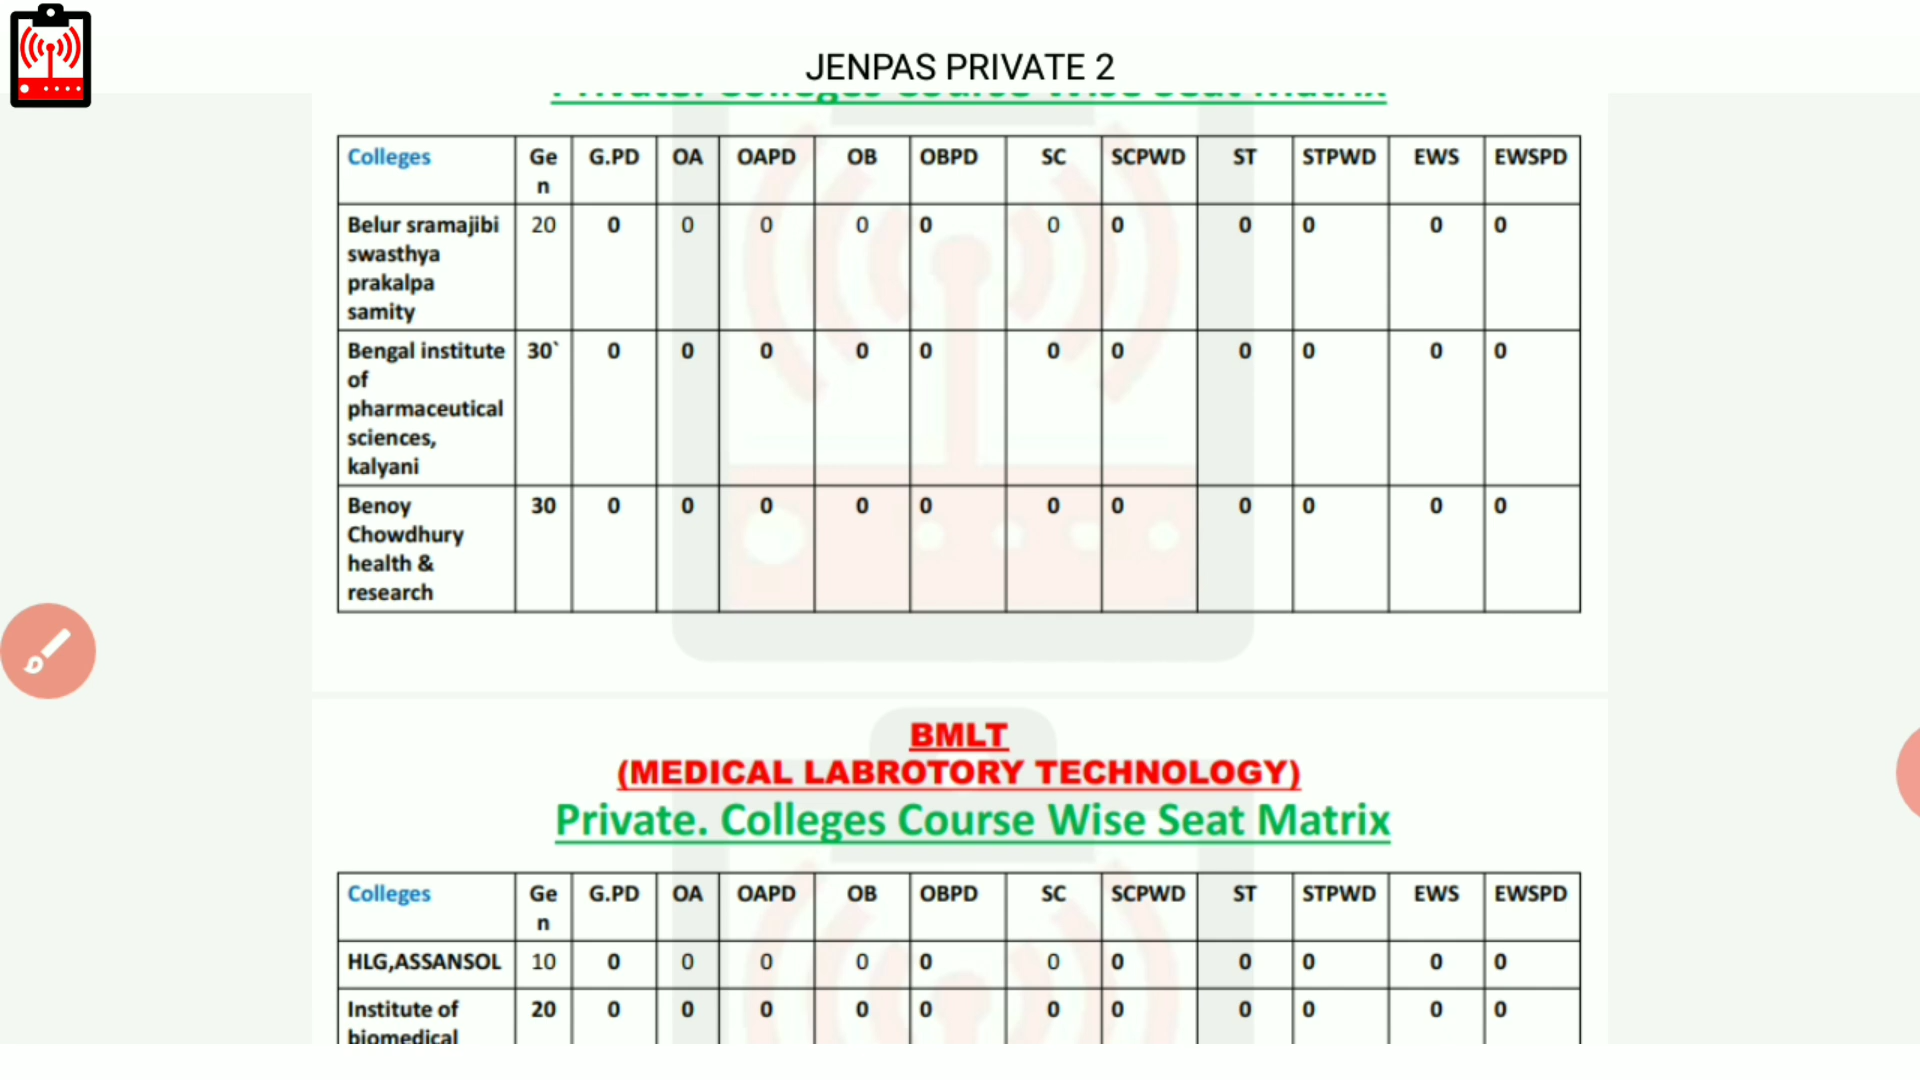 JENPAS PRIVATE 2
Private. Colleges Course Wise Seat Matrix
Colleges Ge G.PD OA OAPD OB OBPD SC SCPWD ST STPWD EWS EWSPD
n
Belur sramajibi 20 0 0 0 0 0 0 0 0 0 0 0
swasthya
prakalpa
samity
Bengal institute 30` 0 0 0 0 0 0 0 0 0 0 0
of
pharmaceutical
sciences,
kalyani
Benoy 30 0 0 0 0 0 0 0 0 0 0 0
Chowdhury
health &
research
BMLT
(MEDICAL LABROTORY TECHNOLOGY)
Private. Colleges Course Wise Seat Matrix
Colleges Ge G.PD OA OAPD OB OBPD SC SCPWD ST STPWD EWS EWSPD
n
HLG,ASSANSOL 10 0 0 0 0 0 0 0 0 0 0 0
Institute of 20 0 0 0 0 0 0 0 0 0 0 0
biomedical